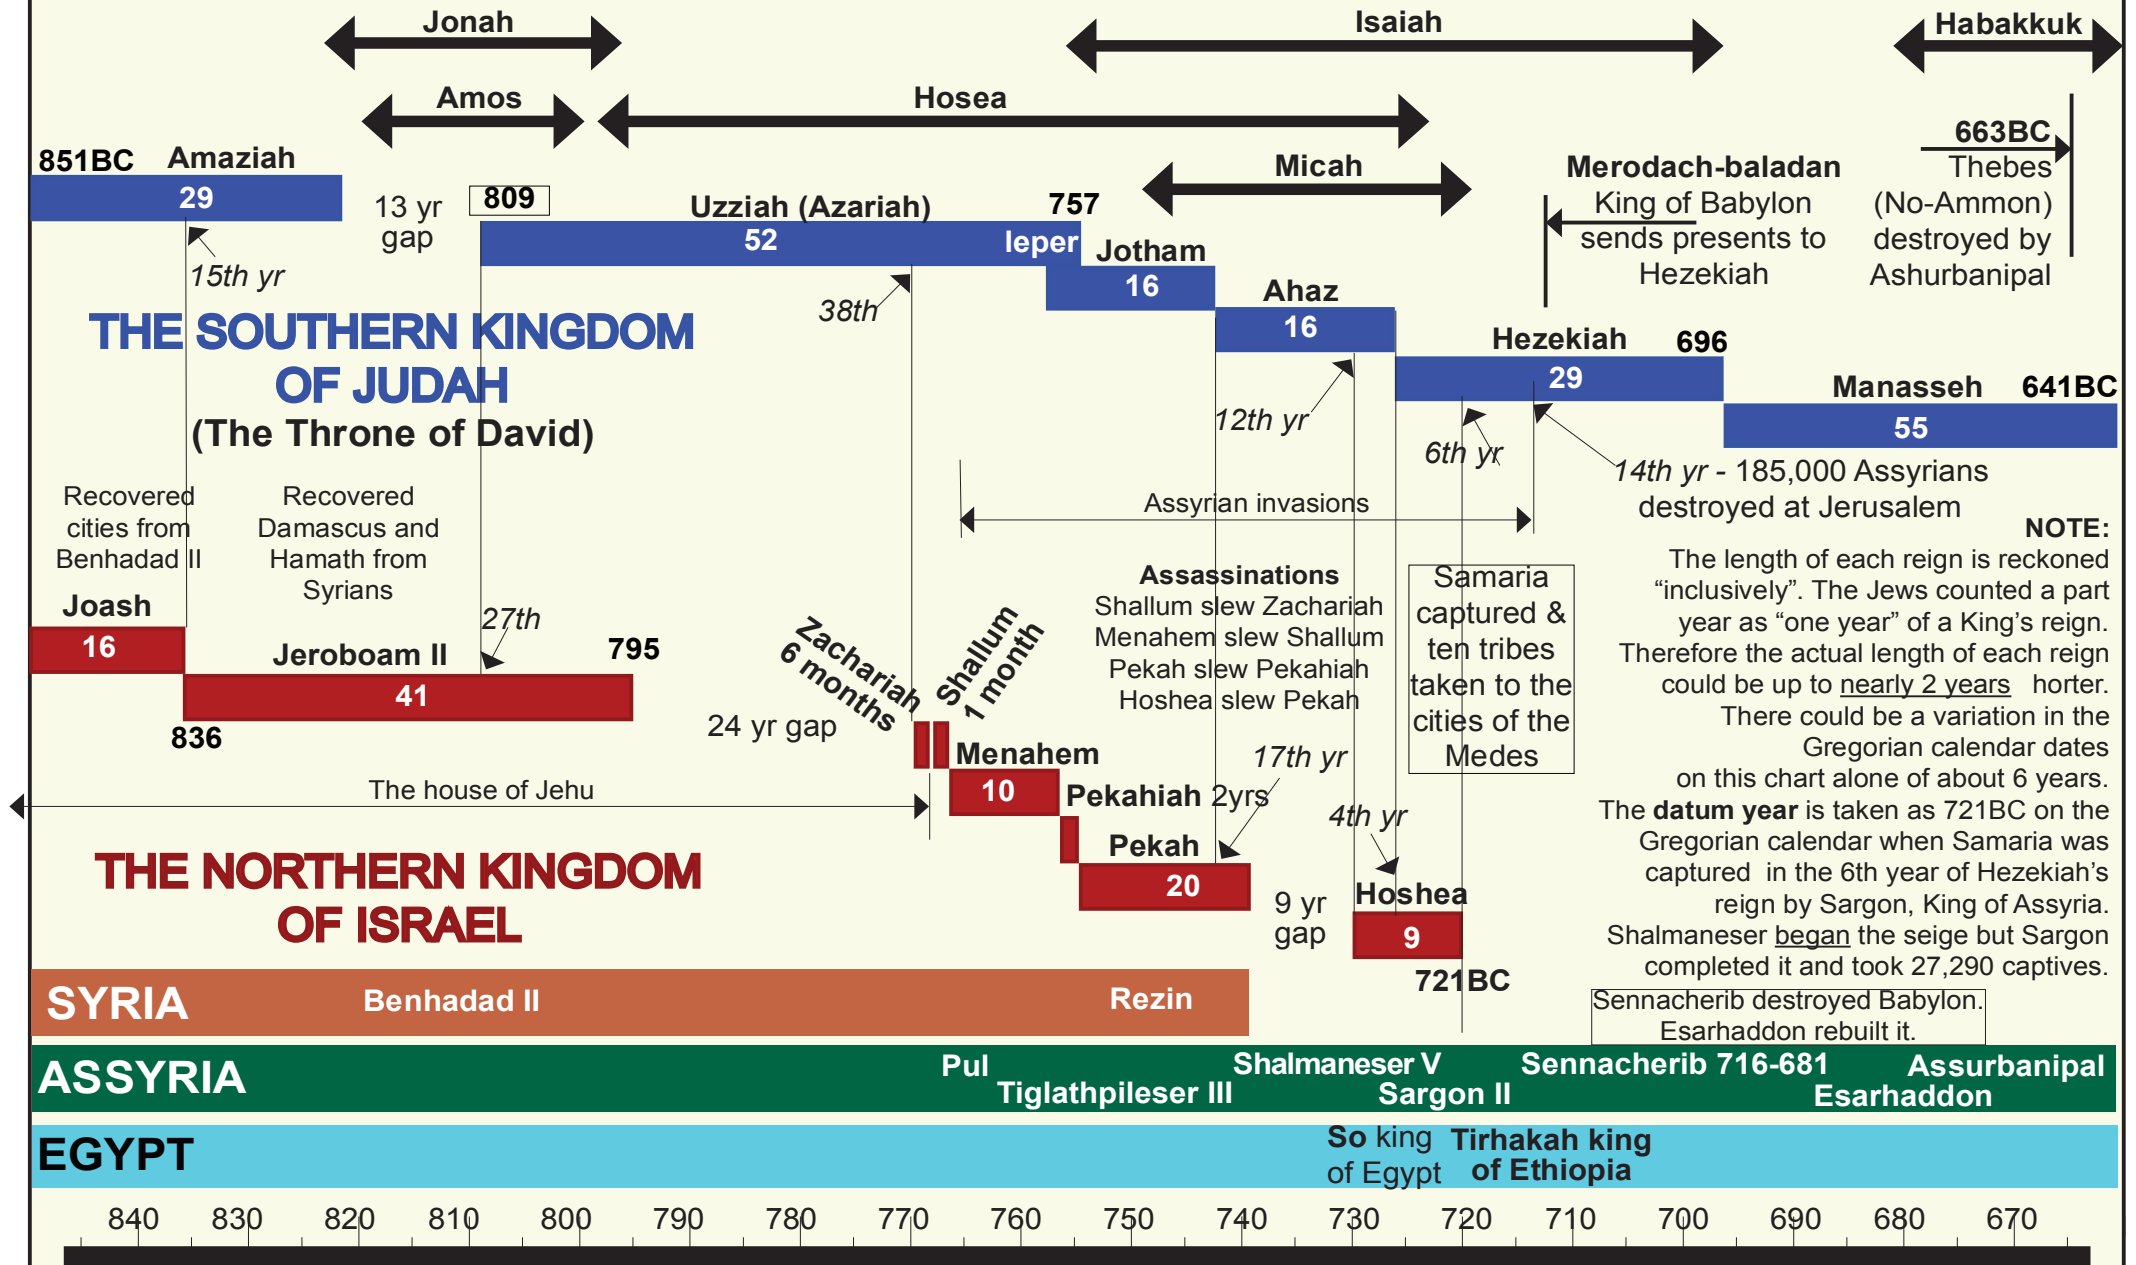 Jonah
Isaiah
Habakkuk
Amos
Hosea
Micah
851BC
Amaziah
29
15th yr
13 yr
gap
809
Uzziah (Azariah)
52
leper
757
38th
Jotham
16
Ahaz
16
12th yr
Merodach-baladan
King of Babylon
sends presents to
Hezekiah
663BC
Thebes
(No-Ammon)
destroyed by
Ashurbanipal
Hezekiah
696
29
6th yr
Manasseh
641BC
55
14th yr - 185,000 Assyrians
destroyed at Jerusalem
THE SOUTHERN KINGDOM
OF JUDAH
(The Throne of David)
Recovered
cities from
Benhadad II
Recovered
Damascus and
Hamath from
Syrians
Joash
16
Jeroboam II
41
836
27th
795
24 yr gap
Zachariah
6 months
Shallum
1 month
Assyrian invasions
Assassinations
Shallum slew Zachariah
Menahem slew Shallum
Pekah slew Pekahiah
Hoshea slew Pekah
Samaria
captured &
ten tribes
taken to the
cities of the
Medes
NOTE:
The length of each reign is reckoned
“inclusively”. The Jews counted a part
year as “one year” of a King’s reign.
Therefore the actual length of each reign
could be up to nearly 2 years horter.
There could be a variation in the
Gregorian calendar dates
on this chart alone of about 6 years.
The datum year is taken as 721BC on the
Gregorian calendar when Samaria was
captured in the 6th year of Hezekiah’s
reign by Sargon, King of Assyria.
Shalmaneser began the seige but Sargon
completed it and took 27,290 captives.
Menahem
10
Pekahiah 2yrs
17th yr
Pekah
20
4th yr
9 yr
gap
Hoshea
9
721BC
The house of Jehu
THE NORTHERN KINGDOM
OF ISRAEL
Sennacherib destroyed Babylon.
Esarhaddon rebuilt it.
SYRIA
Benhadad II
Rezin
ASSYRIA
Pul
Tiglathpileser III
Shalmaneser V
Sargon II
Sennacherib 716-681
Esarhaddon
Assurbanipal
EGYPT
So king
of Egypt
Tirhakah king
of Ethiopia
840 830 820 810 800 790 780 770 760 750 740 730 720 710 700 690 680 670